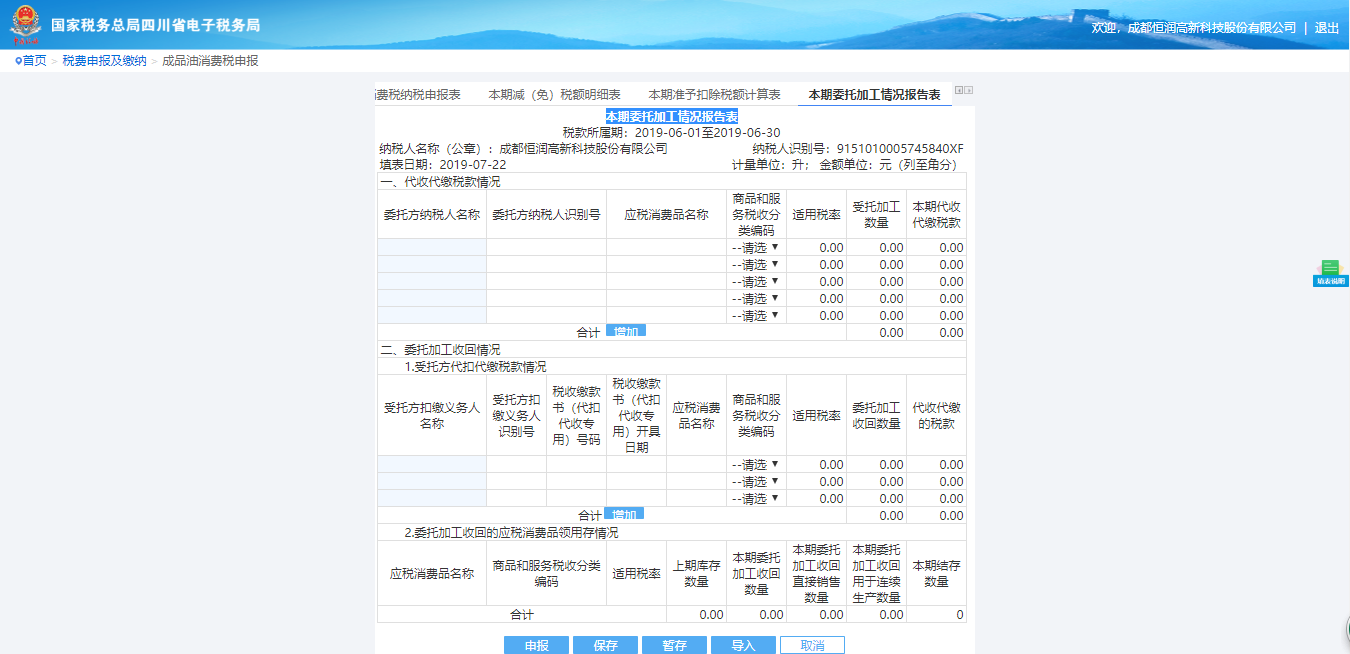 国家税务总局四川省电子税务局
欢迎，成都恒润高新科技股份有限公司 | 退出
首页 > 税费申报及缴纳 > 成品油消费税申报
费税纳税申报表 本期减（免）税额明细表 本期准予扣除税额计算表 本期委托加工情况报告表
本期委托加工情况报告表
税款所属期：2019-06-01至2019-06-30
纳税人名称（公章）：成都恒润高新科技股份有限公司 纳税人识别号：9151010005745840XF
填表日期：2019-07-22 计量单位：升； 金额单位：元（列至角分）
一、代收代缴税款情况
委托方纳税人名称 委托方纳税人识别号 应税消费品名称 商品和服务税收分类编码 适用税率 受托加工数量 本期代收代缴税款
--请选 ▼ 0.00 0.00 0.00
--请选 ▼ 0.00 0.00 0.00
--请选 ▼ 0.00 0.00 0.00
--请选 ▼ 0.00 0.00 0.00
--请选 ▼ 0.00 0.00 0.00
合计 增加 0.00 0.00
二、委托加工收回情况
1.受托方代扣代缴税款情况
受托方扣缴义务人名称 受托方扣缴义务人识别号 税收缴款书（代扣代收专用）号码 税收缴款书（代扣代收专用）开具日期 应税消费品名称 商品和服务税收分类编码 适用税率 委托加工收回数量 代收代缴的税款
--请选 ▼ 0.00 0.00 0.00
--请选 ▼ 0.00 0.00 0.00
--请选 ▼ 0.00 0.00 0.00
合计 增加 0.00 0.00
2.委托加工收回的应税消费品领用存情况
应税消费品名称 商品和服务税收分类编码 适用税率 上期库存数量 本期委托加工收回数量 本期委托加工收回直接销售数量 本期委托加工收回用于连续生产数量 本期结存数量
合计 0.00 0.00 0.00 0.00 0
申报 保存 暂存 导入 取消
填表说明